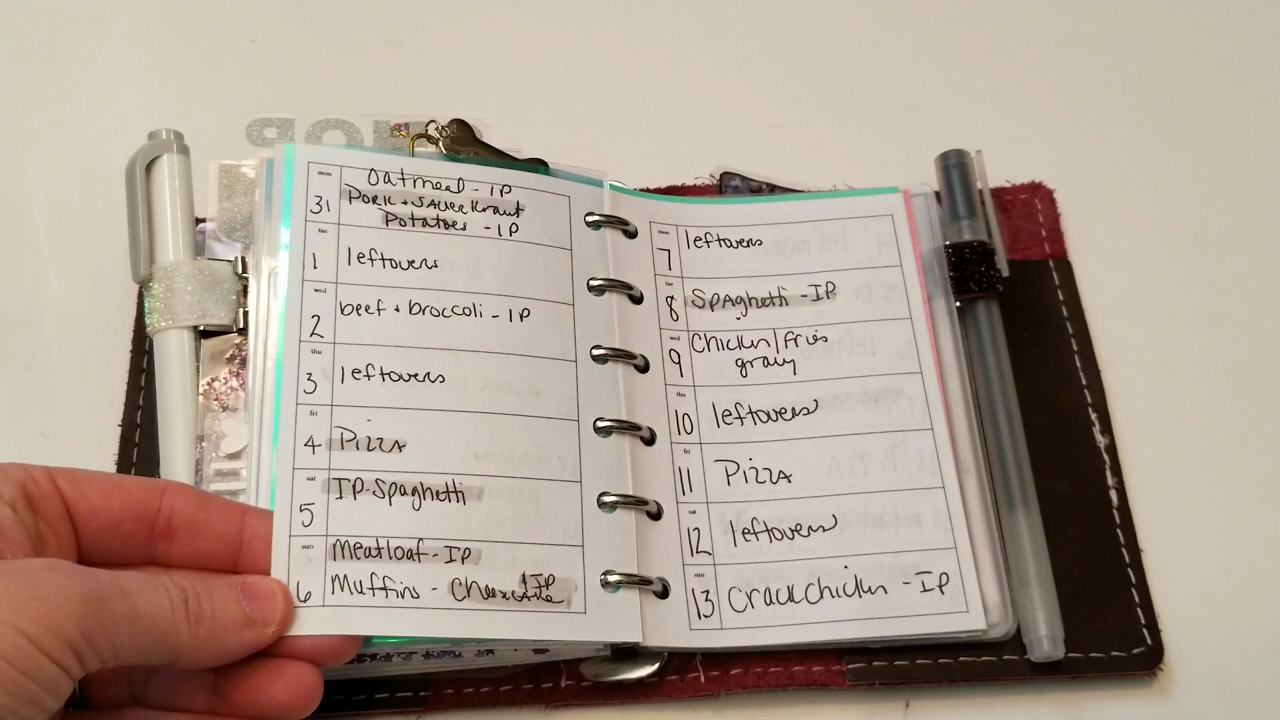 mon
31
Oatmeal - IP
Pork + Sauerkraut
Potatoes - IP
tue
1
leftovers
wed
2
beef + broccoli - IP
thu
3
leftovers
fri
4
Pizza
sat
5
IP-Spaghetti
sun
6
Meatloaf - IP
Muffins - Cheesecake IP
mon
7
leftovers
tue
8
Spaghetti - IP
wed
9
Chicken/fries
gravy
thu
10
leftovers
fri
11
Pizza
sat
12
leftovers
sun
13
Crackchicken - IP